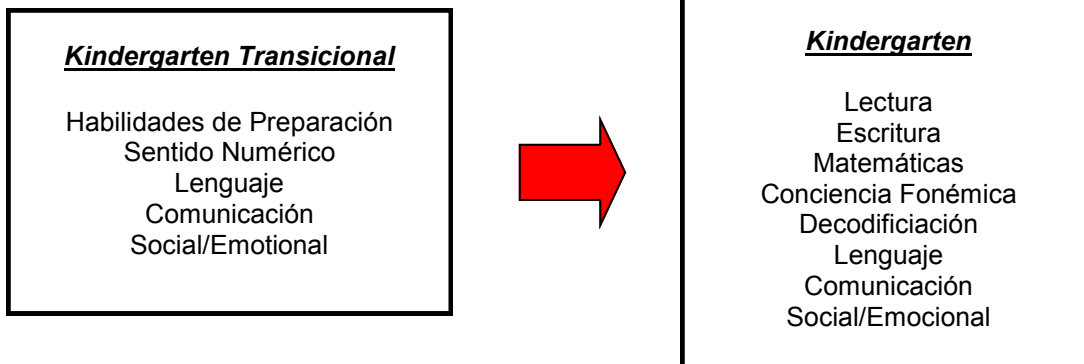 Kindergarten Transicional
Habilidades de Preparación
Sentido Numérico
Lenguaje
Comunicación
Social/Emotional
Kindergarten
Lectura
Escritura
Matemáticas
Conciencia Fonémica
Decodificiación
Lenguaje
Comunicación
Social/Emocional